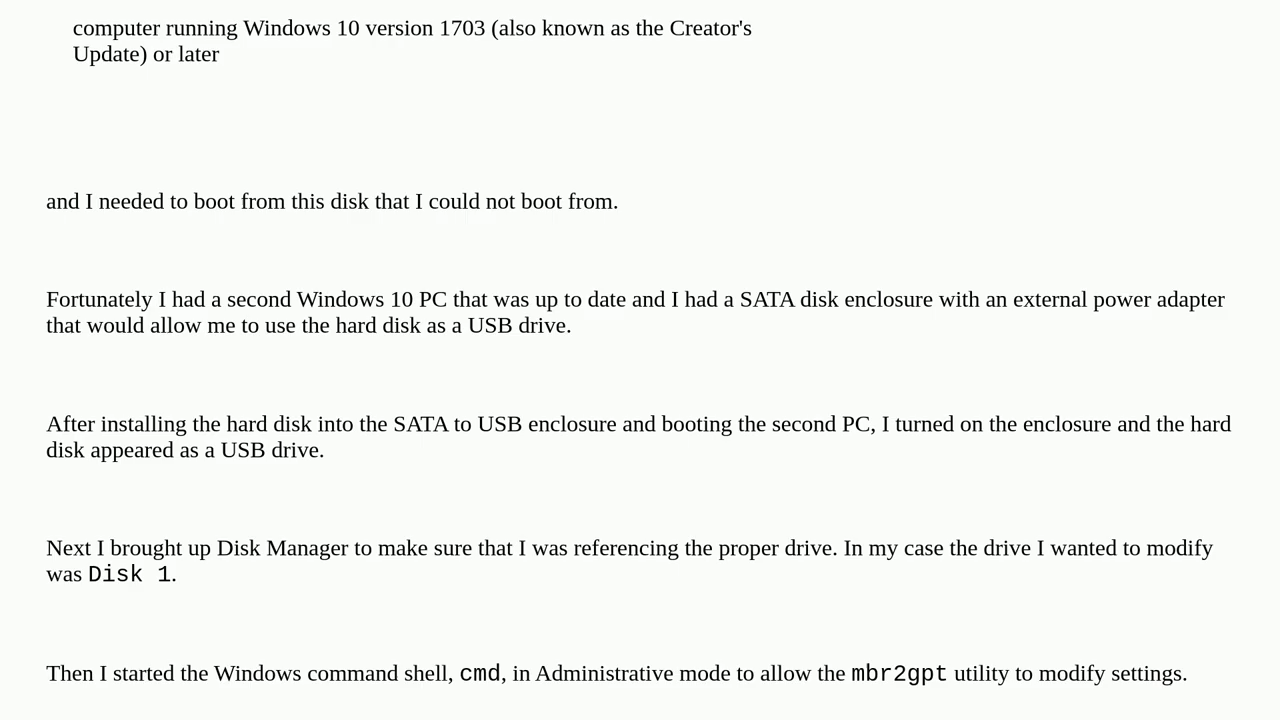 computer running Windows 10 version 1703 (also known as the Creator's
Update) or later
and I needed to boot from this disk that I could not boot from.
Fortunately I had a second Windows 10 PC that was up to date and I had a SATA disk enclosure with an external power adapter
that would allow me to use the hard disk as a USB drive.
After installing the hard disk into the SATA to USB enclosure and booting the second PC, I turned on the enclosure and the hard
disk appeared as a USB drive.
Next I brought up Disk Manager to make sure that I was referencing the proper drive. In my case the drive I wanted to modify
was Disk 1.
Then I started the Windows command shell, cmd, in Administrative mode to allow the mbr2gpt utility to modify settings.